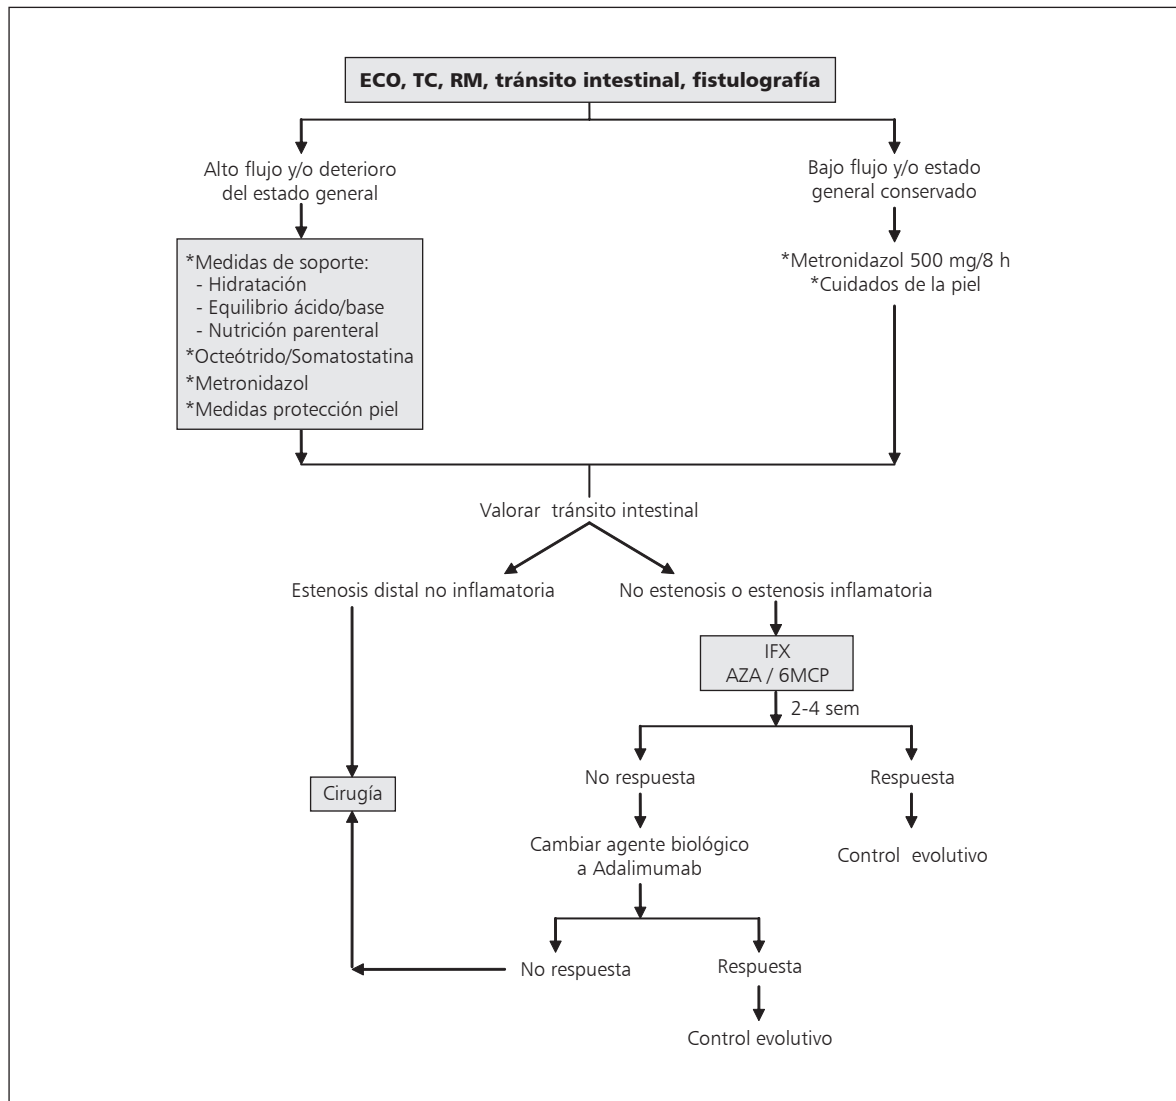 ECO, TC, RM, tránsito intestinal, fistulografía
Alto flujo y/o deterioro
del estado general
Bajo flujo y/o estado
general conservado
*Medidas de soporte:
- Hidratación
- Equilibrio ácido/base
- Nutrición parenteral
*Octeótrido/Somatostatina
*Metronidazol
*Medidas protección piel
*Metronidazol 500 mg/8 h
*Cuidados de la piel
Valorar tránsito intestinal
Estenosis distal no inflamatoria
No estenosis o estenosis inflamatoria
IFX
AZA / 6MCP
2-4 sem
No respuesta
Respuesta
Cirugía
Cambiar agente biológico
a Adalimumab
Control evolutivo
No respuesta
Respuesta
Control evolutivo